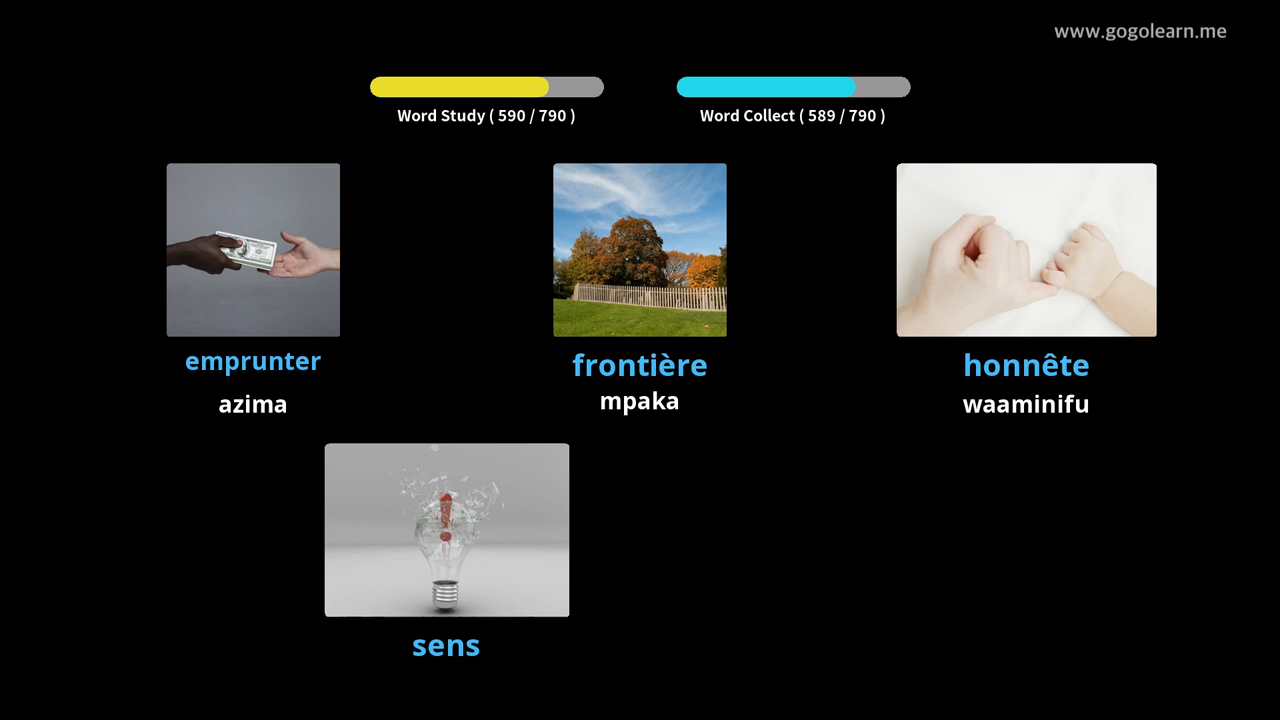 www.gogolearn.me
Word Study ( 590 / 790 )
Word Collect ( 589 / 790 )
emprunter
azima
frontière
mpaka
honnête
waaminifu
sens